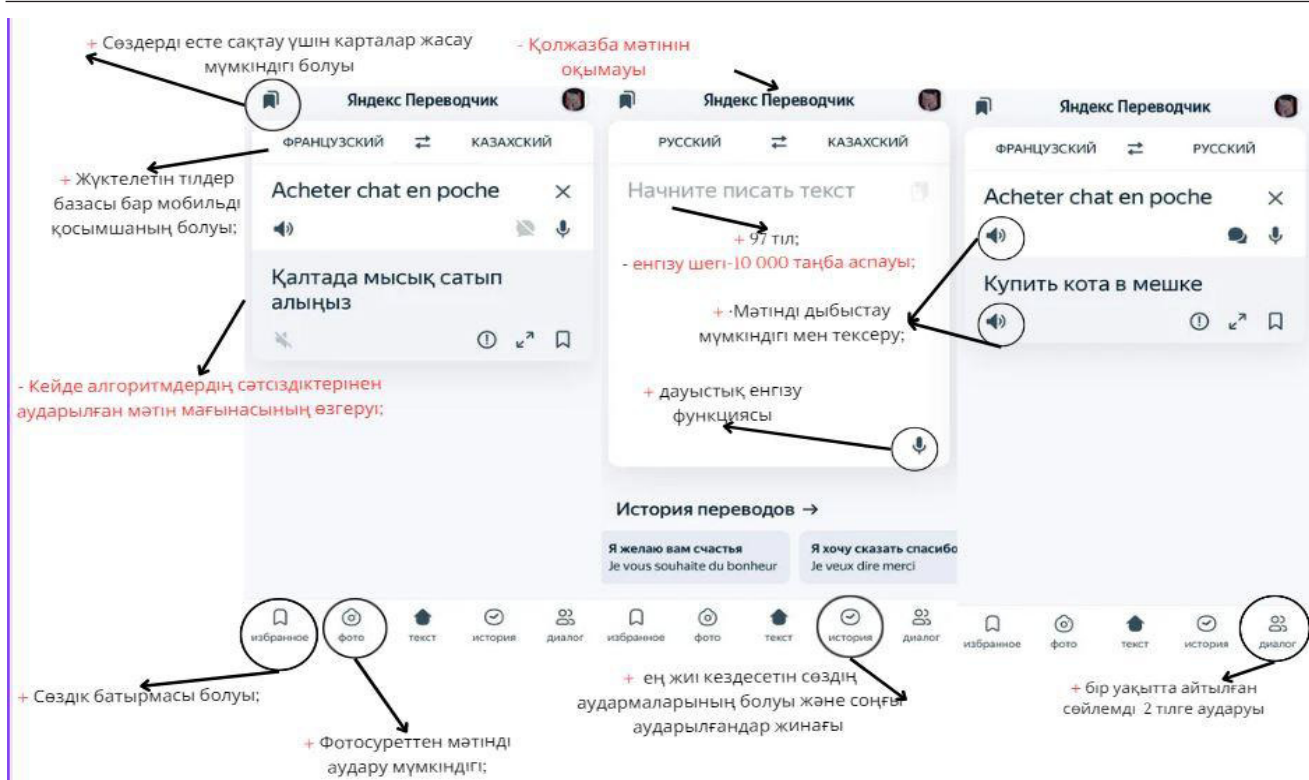 + Сөздерді есте сақтау үшін карталар жасау
мүмкіндігі болуы
- Қолжазба мәтінін
оқымауы
Яндекс Переводчик
ФРАНЦУЗСКИЙ ⇄ КАЗАХСКИЙ
Acheter chat en poche
Қалтада мысық сатып
алыңыз
+ Жүктелетін тілдер
базасы бар мобильді
қосымшаның болуы;
- Кейде алгоритмдердің сәтсіздіктерінен
аударылған мәтін мағынасының өзгеруі;
Яндекс Переводчик
РУССКИЙ ⇄ КАЗАХСКИЙ
Начните писать текст
+ 97 тіл;
- енгізу шегі-10 000 таңба аспауы;
+ ·Мәтінді дыбыстау
мүмкіндігі мен тексеру;
+ дауыстық енгізу
функциясы
История переводов →
Я желаю вам счастья
Je vous souhaite du bonheur
Я хочу сказать спасибо
Je veux dire merci
Яндекс Переводчик
ФРАНЦУЗСКИЙ ⇄ РУССКИЙ
Acheter chat en poche
Купить кота в мешке
избранное фото текст история диалог
избранное фото текст история диалог
избранное фото текст история диалог
+ Сөздік батырмасы болуы;
+ Фотосуреттен мәтінді
аудару мүмкіндігі;
+ ең жиі кездесетін сөздің
аудармаларының болуы және соңғы
аударылғандар жинағы
+ бір уақытта айтылған
сөйлемді 2 тілге аударуы